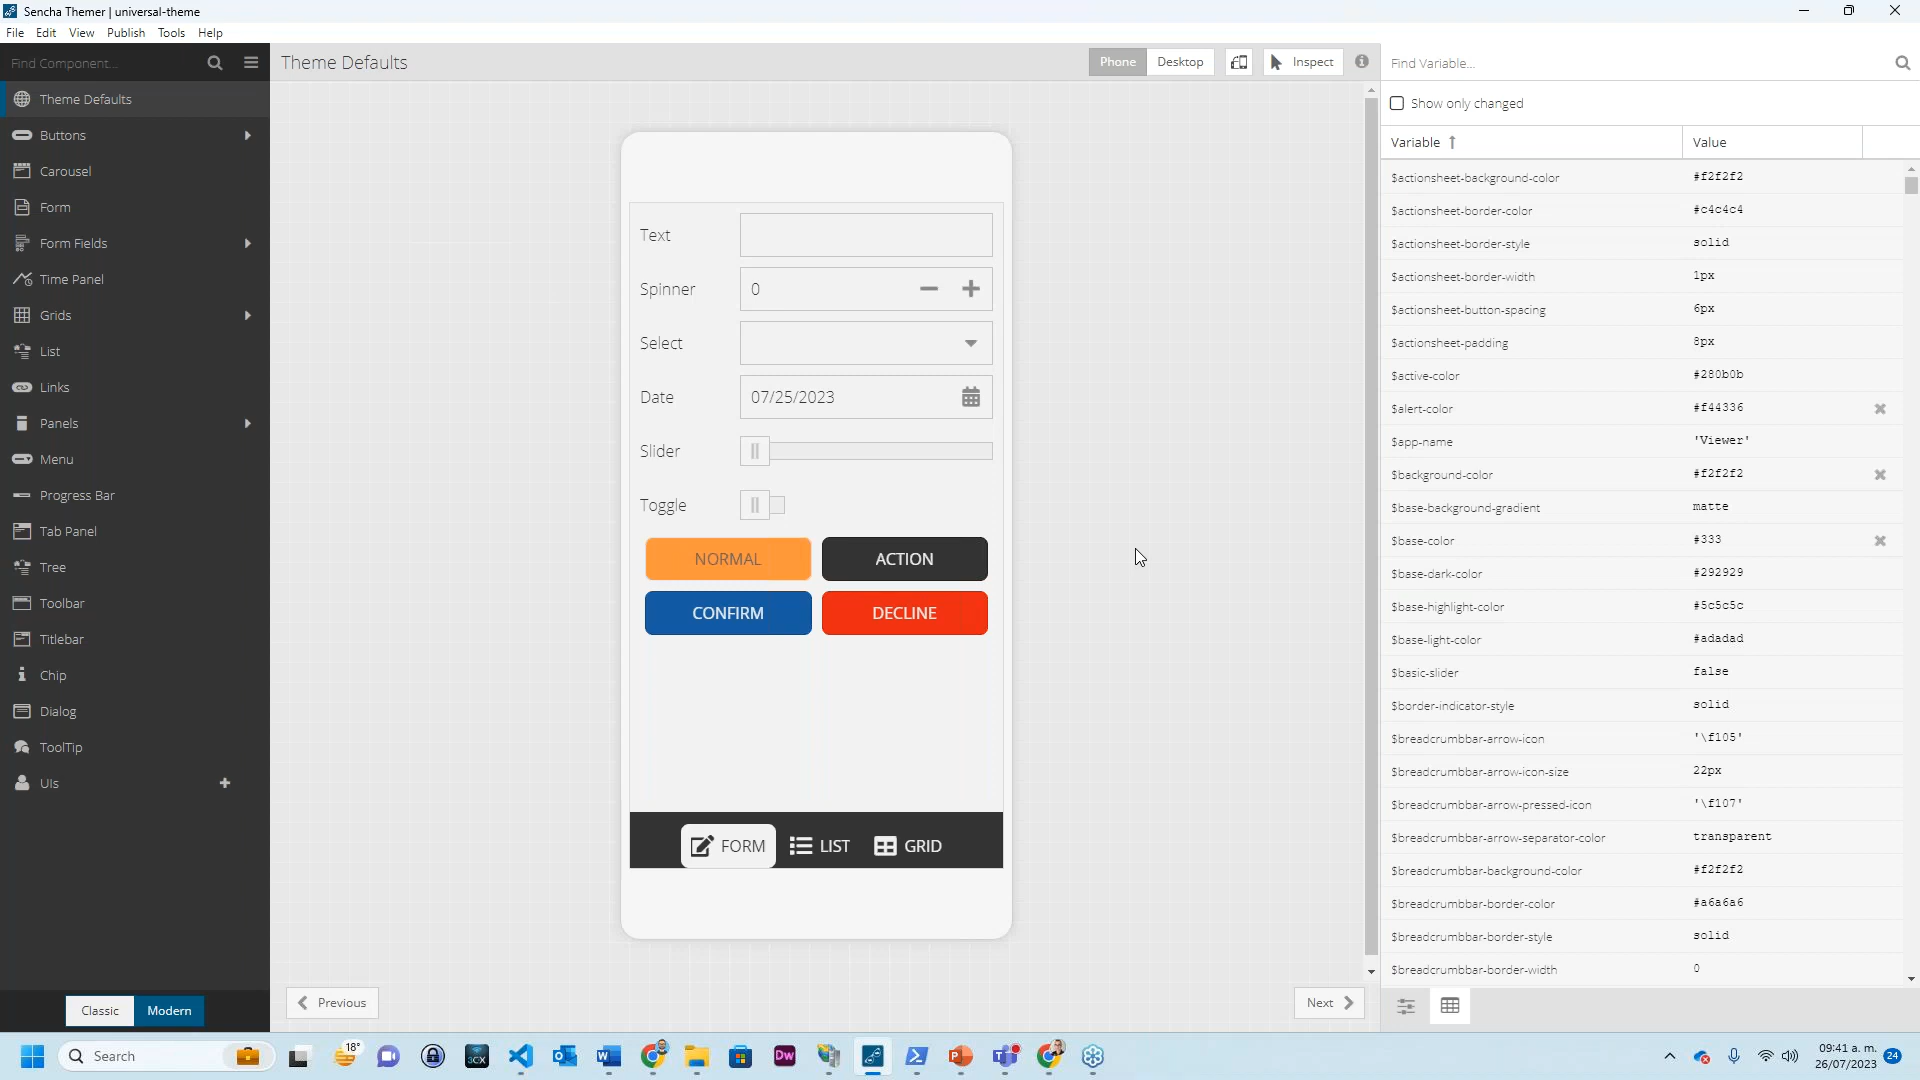 Sencha Themer | universal-theme
File Edit View Publish Tools Help
Find Component...
Theme Defaults
Buttons
Carousel
Form
Form Fields
Time Panel
Grids
List
Links
Panels
Menu
Progress Bar
Tab Panel
Tree
Toolbar
Titlebar
Chip
Dialog
ToolTip
UIs
Classic Modern
Theme Defaults
Phone Desktop Inspect
Text
Spinner 0
Select
Date 07/25/2023
Slider
Toggle
NORMAL ACTION
CONFIRM DECLINE
FORM LIST GRID
Previous Next
Find Variable...
Show only changed
Variable Value
$actionsheet-background-color #f2f2f2
$actionsheet-border-color #c4c4c4
$actionsheet-border-style solid
$actionsheet-border-width 1px
$actionsheet-button-spacing 6px
$actionsheet-padding 8px
$active-color #280b0b
$alert-color #f44336
$app-name 'Viewer'
$background-color #f2f2f2
$base-background-gradient matte
$base-color #333
$base-dark-color #292929
$base-highlight-color #5c5c5c
$base-light-color #adadad
$basic-slider false
$border-indicator-style solid
$breadcrumbbar-arrow-icon '\f105'
$breadcrumbbar-arrow-icon-size 22px
$breadcrumbbar-arrow-pressed-icon '\f107'
$breadcrumbbar-arrow-separator-color transparent
$breadcrumbbar-background-color #f2f2f2
$breadcrumbbar-border-color #a6a6a6
$breadcrumbbar-border-style solid
$breadcrumbbar-border-width 0
Search
18°
3CX
Dw
09:41 a. m.
26/07/2023
24